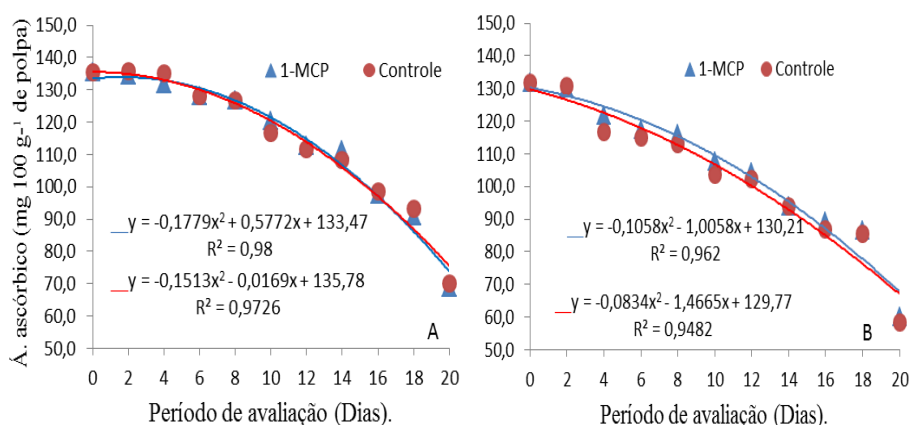 Á. ascórbico (mg 100 g⁻¹ de polpa)
150,0
140,0
130,0
120,0
110,0
100,0
90,0
80,0
70,0
60,0
50,0
1-MCP Controle
y = -0,1779x² + 0,5772x + 133,47
R² = 0,98
y = -0,1513x² - 0,0169x + 135,78
R² = 0,9726
A
0 2 4 6 8 10 12 14 16 18 20
Período de avaliação (Dias).
150,0
140,0
130,0
120,0
110,0
100,0
90,0
80,0
70,0
60,0
50,0
1-MCP Controle
y = -0,1058x² - 1,0058x + 130,21
R² = 0,962
y = -0,0834x² - 1,4665x + 129,77
R² = 0,9482
B
0 2 4 6 8 10 12 14 16 18 20
Período de avaliação (Dias).